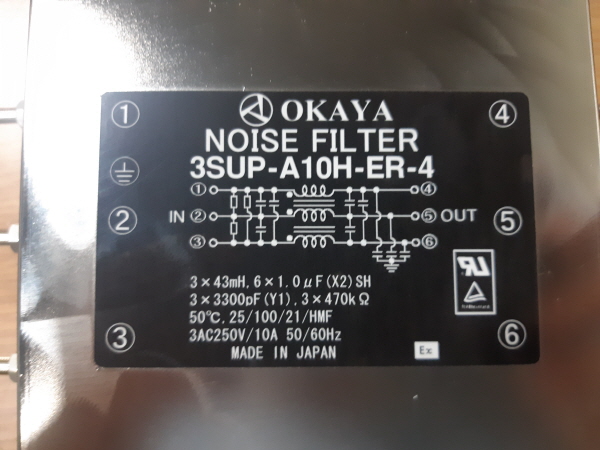 ① OKAYA ④
NOISE FILTER
3SUP-A10H-ER-4
① ④
② IN ② ⑤ OUT ⑤
③ ⑥
3×43mH, 6×1.0μF(X2)SH
3×3300pF(Y1), 3×470kΩ
50℃, 25/100/21/HMF
③ 3AC250V/10A 50/60Hz ⑥
MADE IN JAPAN Ex